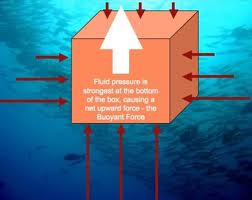 Fluid pressure is
strongest at the bottom
of the box, causing a
net upward force - the
Buoyant Force